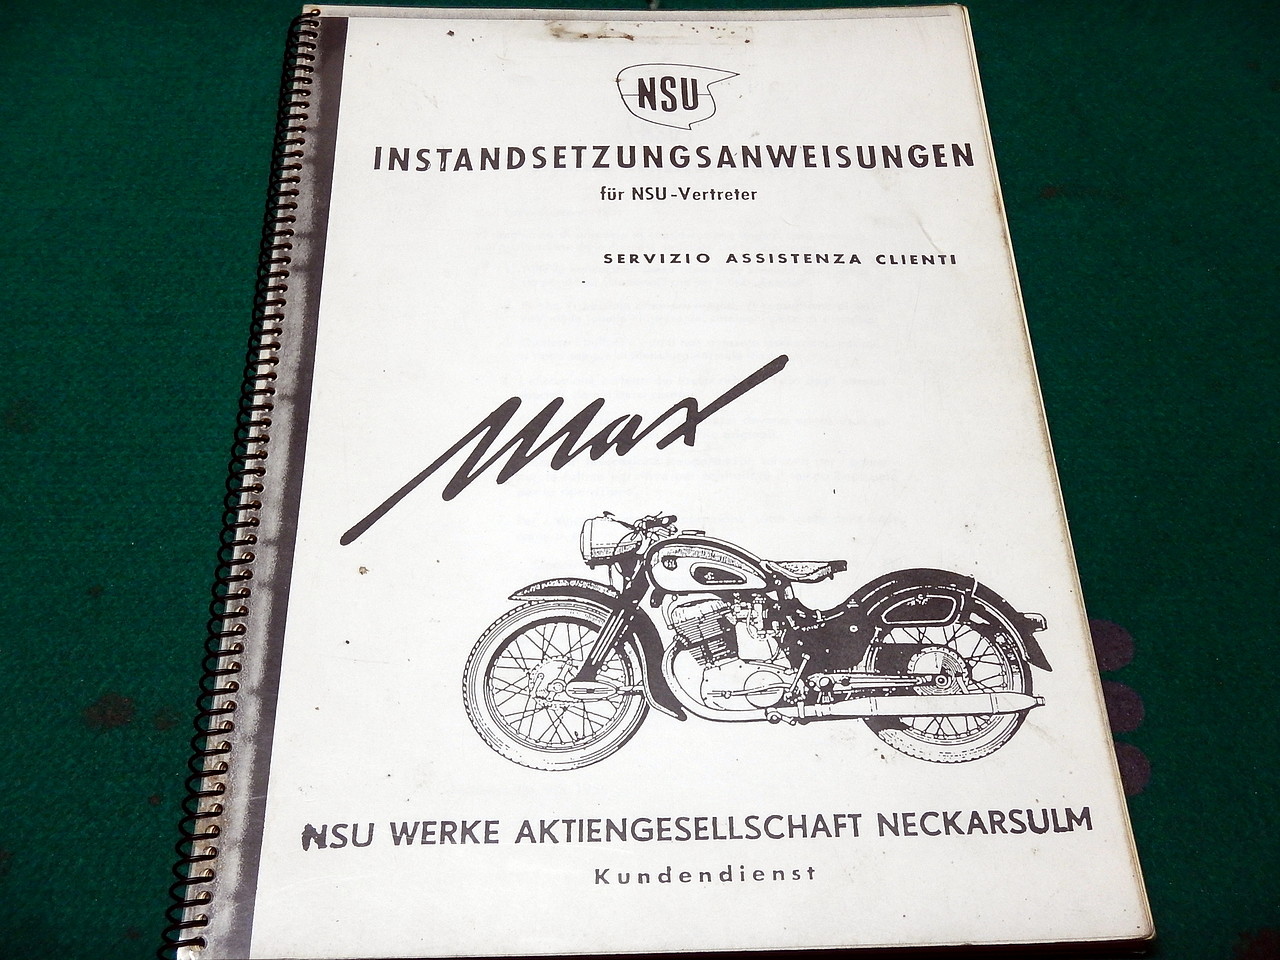 NSU
INSTANDSETZUNGSANWEISUNGEN
für NSU-Vertreter
SERVIZIO ASSISTENZA CLIENTI
Max
NSU WERKE AKTIENGESELLSCHAFT NECKARSULM
Kundendienst